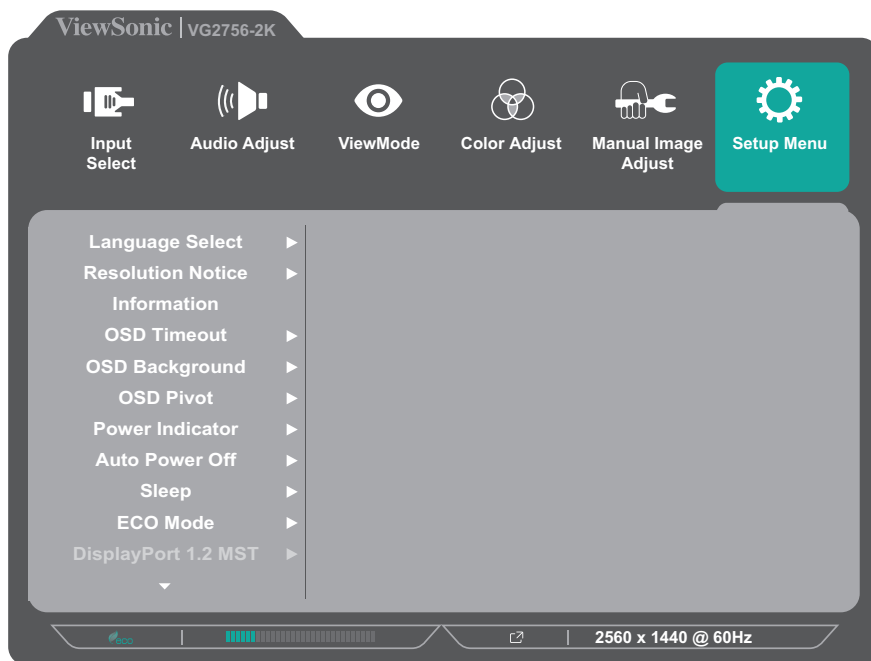 ViewSonic | VG2756-2K
Input
Select
Audio Adjust
ViewMode
Color Adjust
Manual Image
Adjust
Setup Menu
Language Select
Resolution Notice
Information
OSD Timeout
OSD Background
OSD Pivot
Power Indicator
Auto Power Off
Sleep
ECO Mode
DisplayPort 1.2 MST
eco
2560 x 1440 @ 60Hz